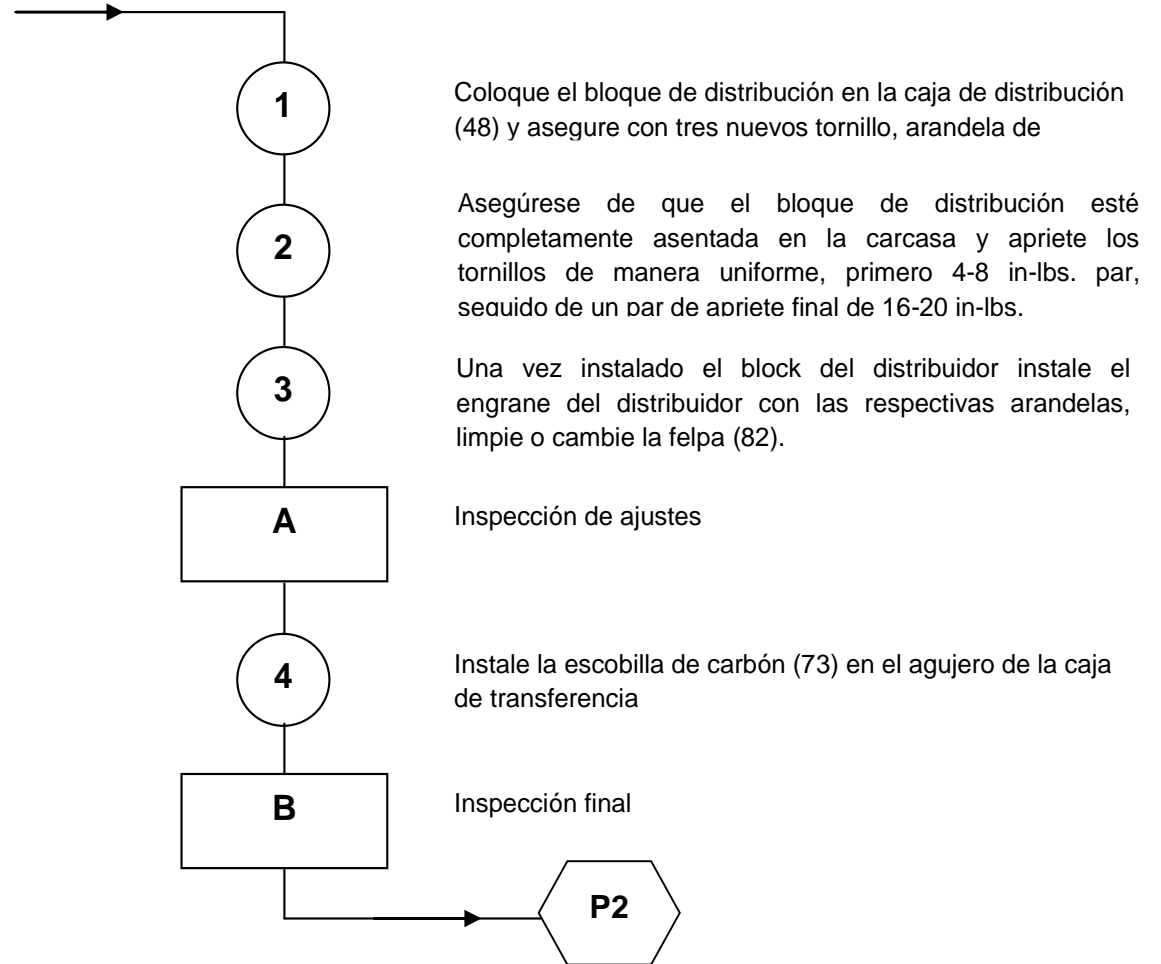 1
Coloque el bloque de distribución en la caja de distribución
(48) y asegure con tres nuevos tornillo, arandela de
2
Asegúrese de que el bloque de distribución esté
completamente asentada en la carcasa y apriete los
tornillos de manera uniforme, primero 4-8 in-lbs. par,
seguido de un par de apriete final de 16-20 in-lbs.
3
Una vez instalado el block del distribuidor instale el
engrane del distribuidor con las respectivas arandelas,
limpie o cambie la felpa (82).
A
Inspección de ajustes
4
Instale la escobilla de carbón (73) en el agujero de la caja
de transferencia
B
Inspección final
P2